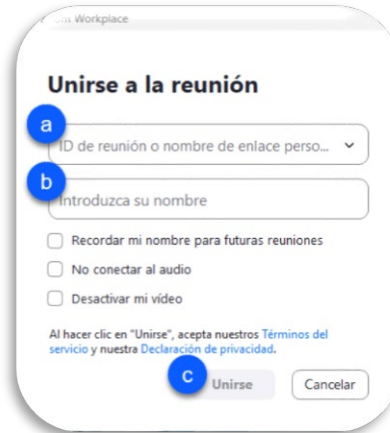 Workplace
Unirse a la reunión
a
ID de reunión o nombre de enlace perso...
b
Introduzca su nombre
Recordar mi nombre para futuras reuniones
No conectar al audio
Desactivar mi vídeo
Al hacer clic en "Unirse", acepta nuestros Términos del
servicio y nuestra Declaración de privacidad.
c
Unirse
Cancelar